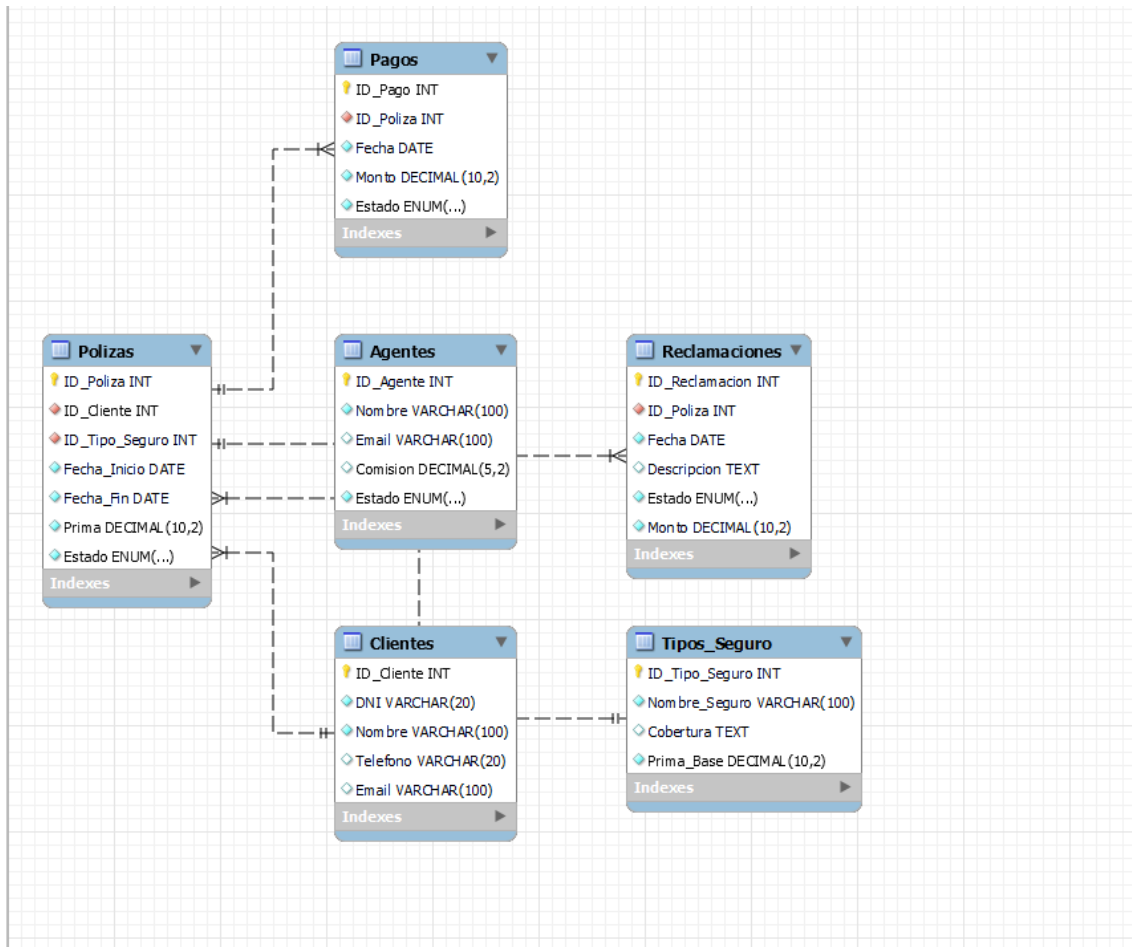 Pagos
ID_Pago INT
ID_Poliza INT
Fecha DATE
Monto DECIMAL(10,2)
Estado ENUM(...)
Indexes
Polizas
ID_Poliza INT
ID_Cliente INT
ID_Tipo_Seguro INT
Fecha_Inicio DATE
Fecha_Fin DATE
Prima DECIMAL(10,2)
Estado ENUM(...)
Indexes
Agentes
ID_Agente INT
Nombre VARCHAR(100)
Email VARCHAR(100)
Comision DECIMAL(5,2)
Estado ENUM(...)
Indexes
Reclamaciones
ID_Reclamacion INT
ID_Poliza INT
Fecha DATE
Descripcion TEXT
Estado ENUM(...)
Monto DECIMAL(10,2)
Indexes
Clientes
ID_Cliente INT
DNI VARCHAR(20)
Nombre VARCHAR(100)
Telefono VARCHAR(20)
Email VARCHAR(100)
Indexes
Tipos_Seguro
ID_Tipo_Seguro INT
Nombre_Seguro VARCHAR(100)
Cobertura TEXT
Prima_Base DECIMAL(10,2)
Indexes